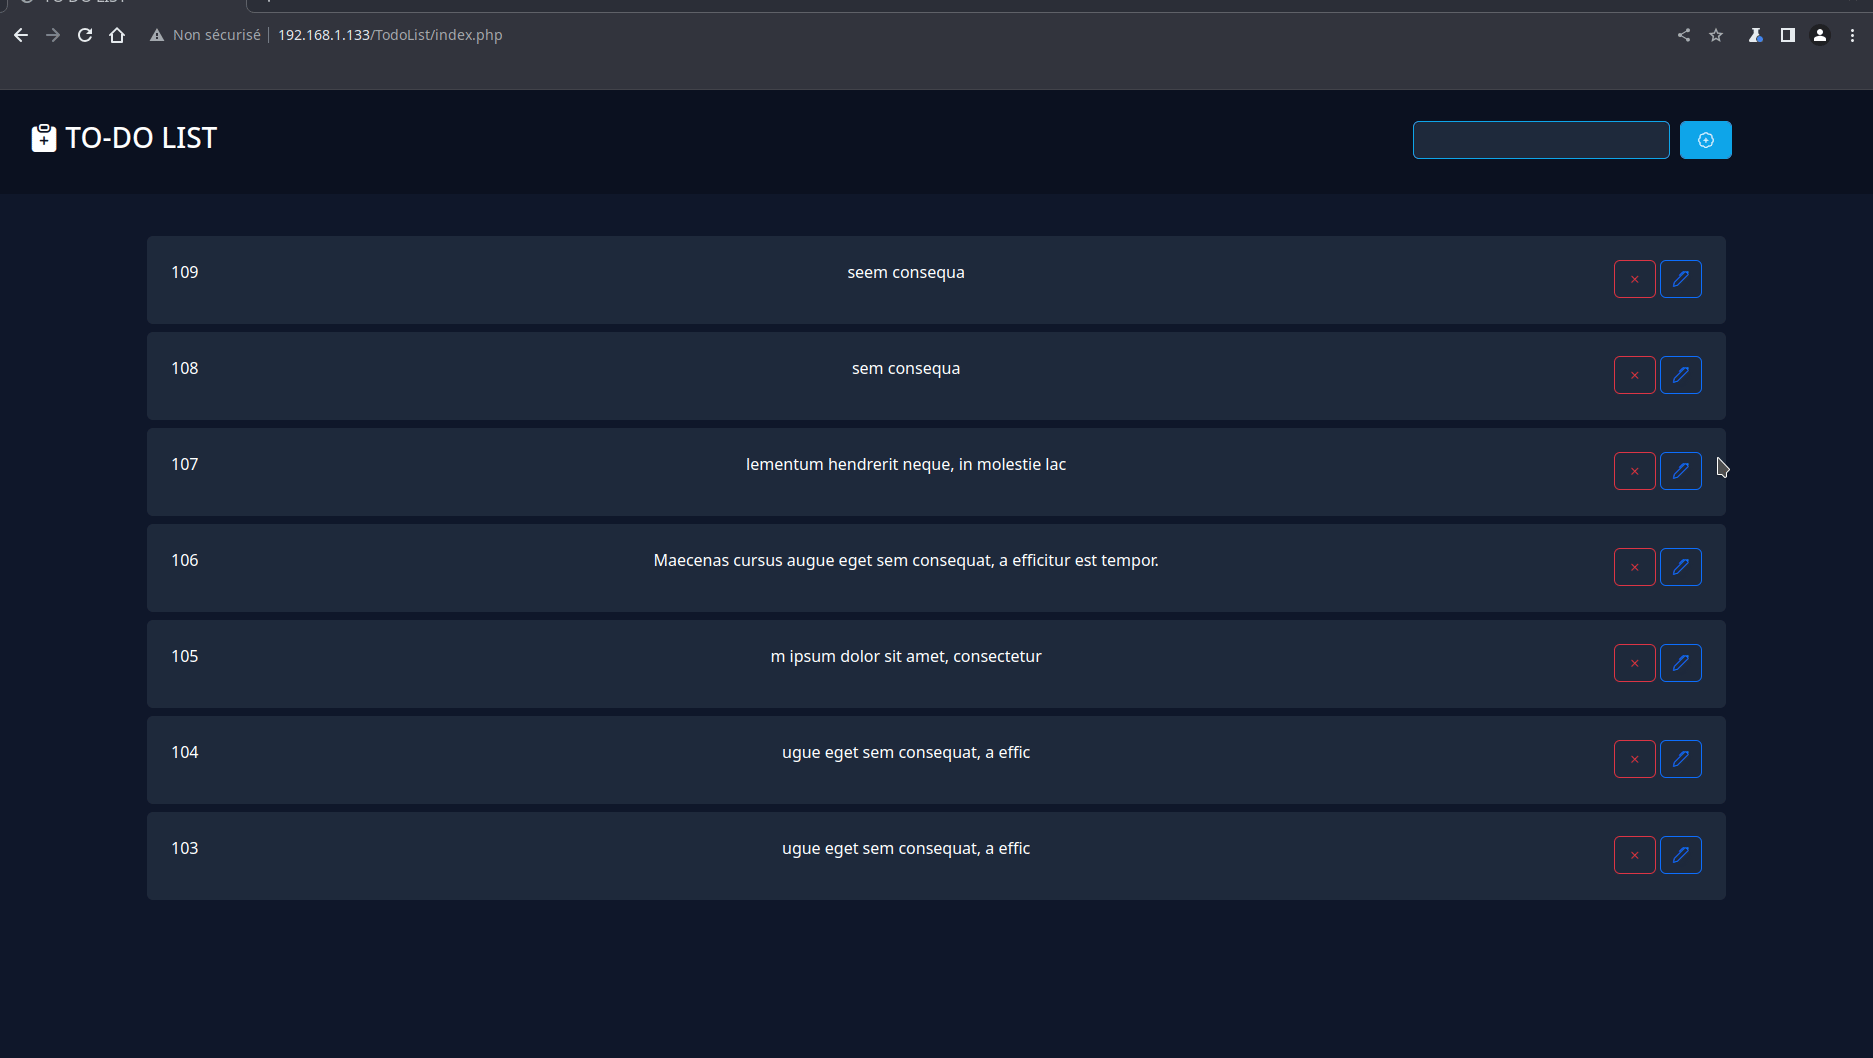 Non sécurisé 192.168.1.133/TodoList/index.php
TO-DO LIST
109 seem consequa
108 sem consequa
107 lementum hendrerit neque, in molestie lac
106 Maecenas cursus augue eget sem consequat, a efficitur est tempor.
105 m ipsum dolor sit amet, consectetur
104 ugue eget sem consequat, a effic
103 ugue eget sem consequat, a effic